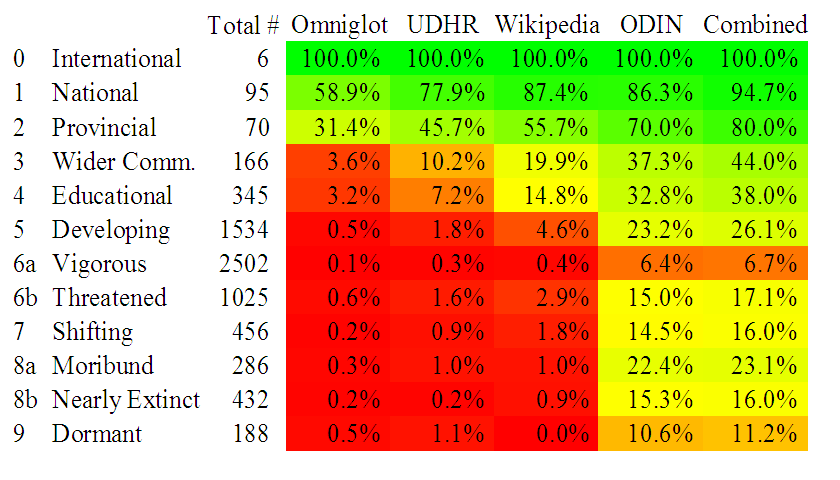 Total # Omniglot UDHR Wikipedia ODIN Combined
0 International 6 100.0% 100.0% 100.0% 100.0% 100.0%
1 National 95 58.9% 77.9% 87.4% 86.3% 94.7%
2 Provincial 70 31.4% 45.7% 55.7% 70.0% 80.0%
3 Wider Comm. 166 3.6% 10.2% 19.9% 37.3% 44.0%
4 Educational 345 3.2% 7.2% 14.8% 32.8% 38.0%
5 Developing 1534 0.5% 1.8% 4.6% 23.2% 26.1%
6a Vigorous 2502 0.1% 0.3% 0.4% 6.4% 6.7%
6b Threatened 1025 0.6% 1.6% 2.9% 15.0% 17.1%
7 Shifting 456 0.2% 0.9% 1.8% 14.5% 16.0%
8a Moribund 286 0.3% 1.0% 1.0% 22.4% 23.1%
8b Nearly Extinct 432 0.2% 0.2% 0.9% 15.3% 16.0%
9 Dormant 188 0.5% 1.1% 0.0% 10.6% 11.2%